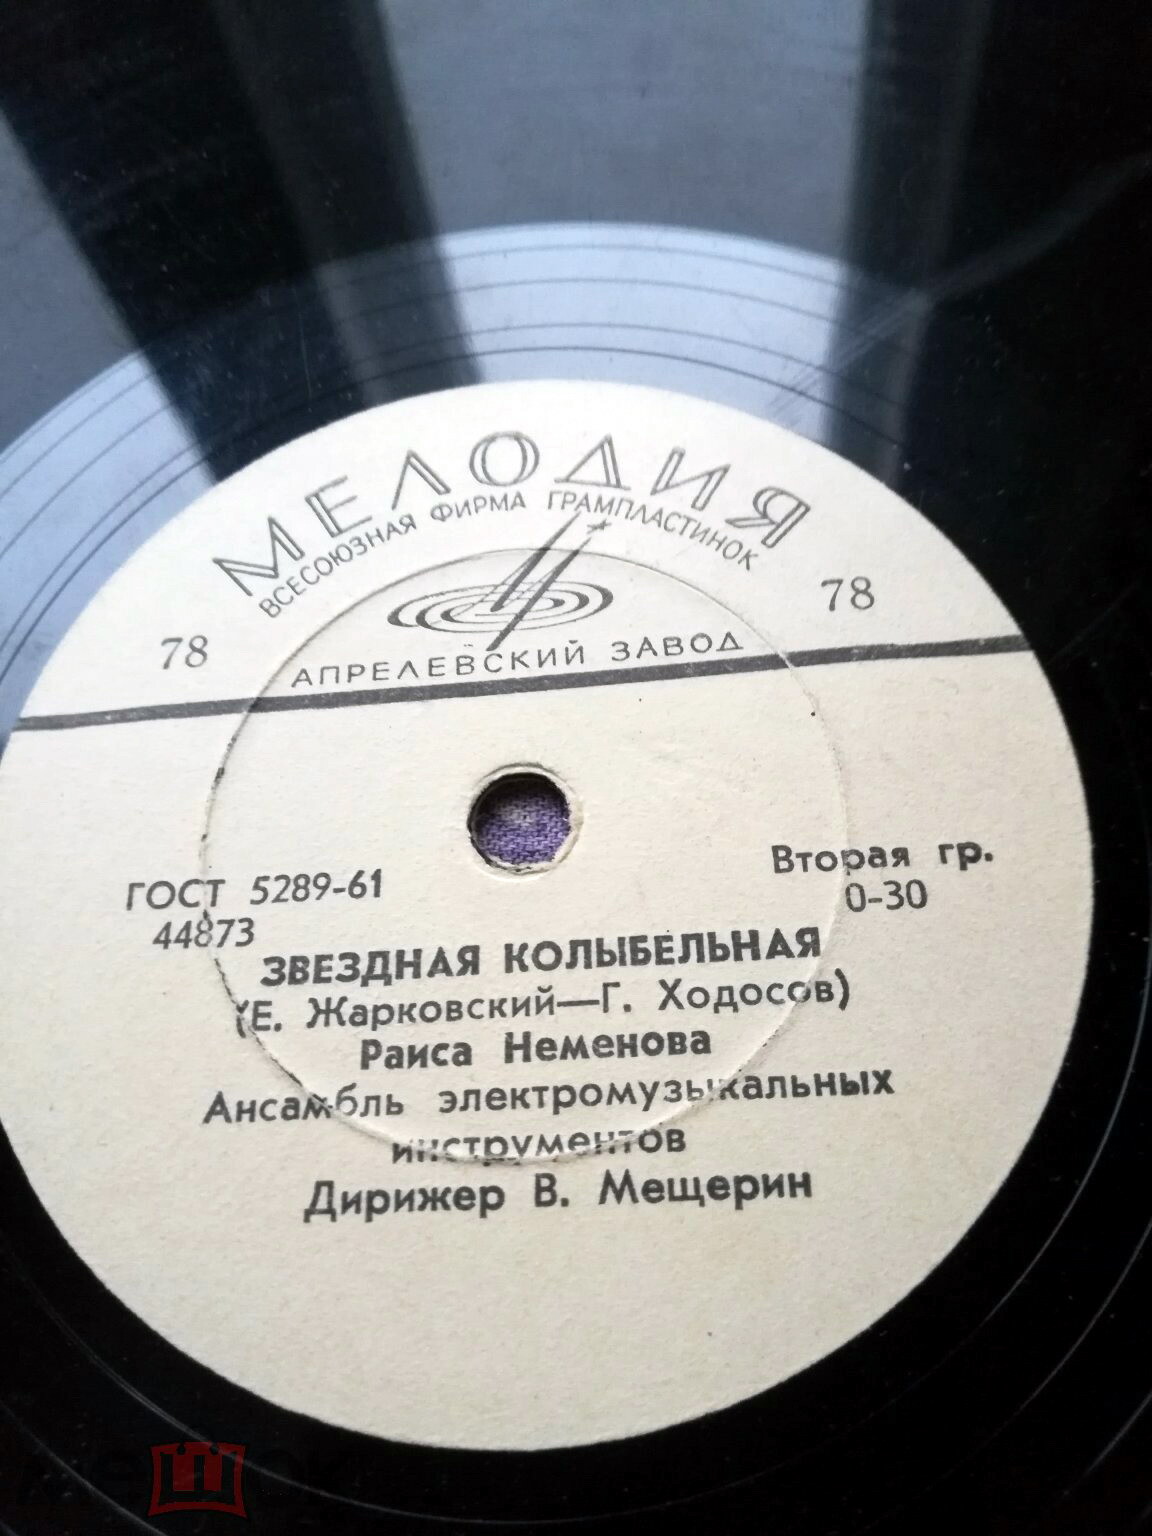 МЕЛОДИЯ
ВСЕСОЮЗНАЯ ФИРМА ГРАМПЛАСТИНОК
78 78
АПРЕЛЕВСКИЙ ЗАВОД
ГОСТ 5289-61 Вторая гр.
44873 0-30
ЗВЕЗДНАЯ КОЛЫБЕЛЬНАЯ
(Е. Жарковский—Г. Ходосов)
Раиса Неменова
Ансамбль электромузыкальных
инструментов
Дирижер В. Мещерин